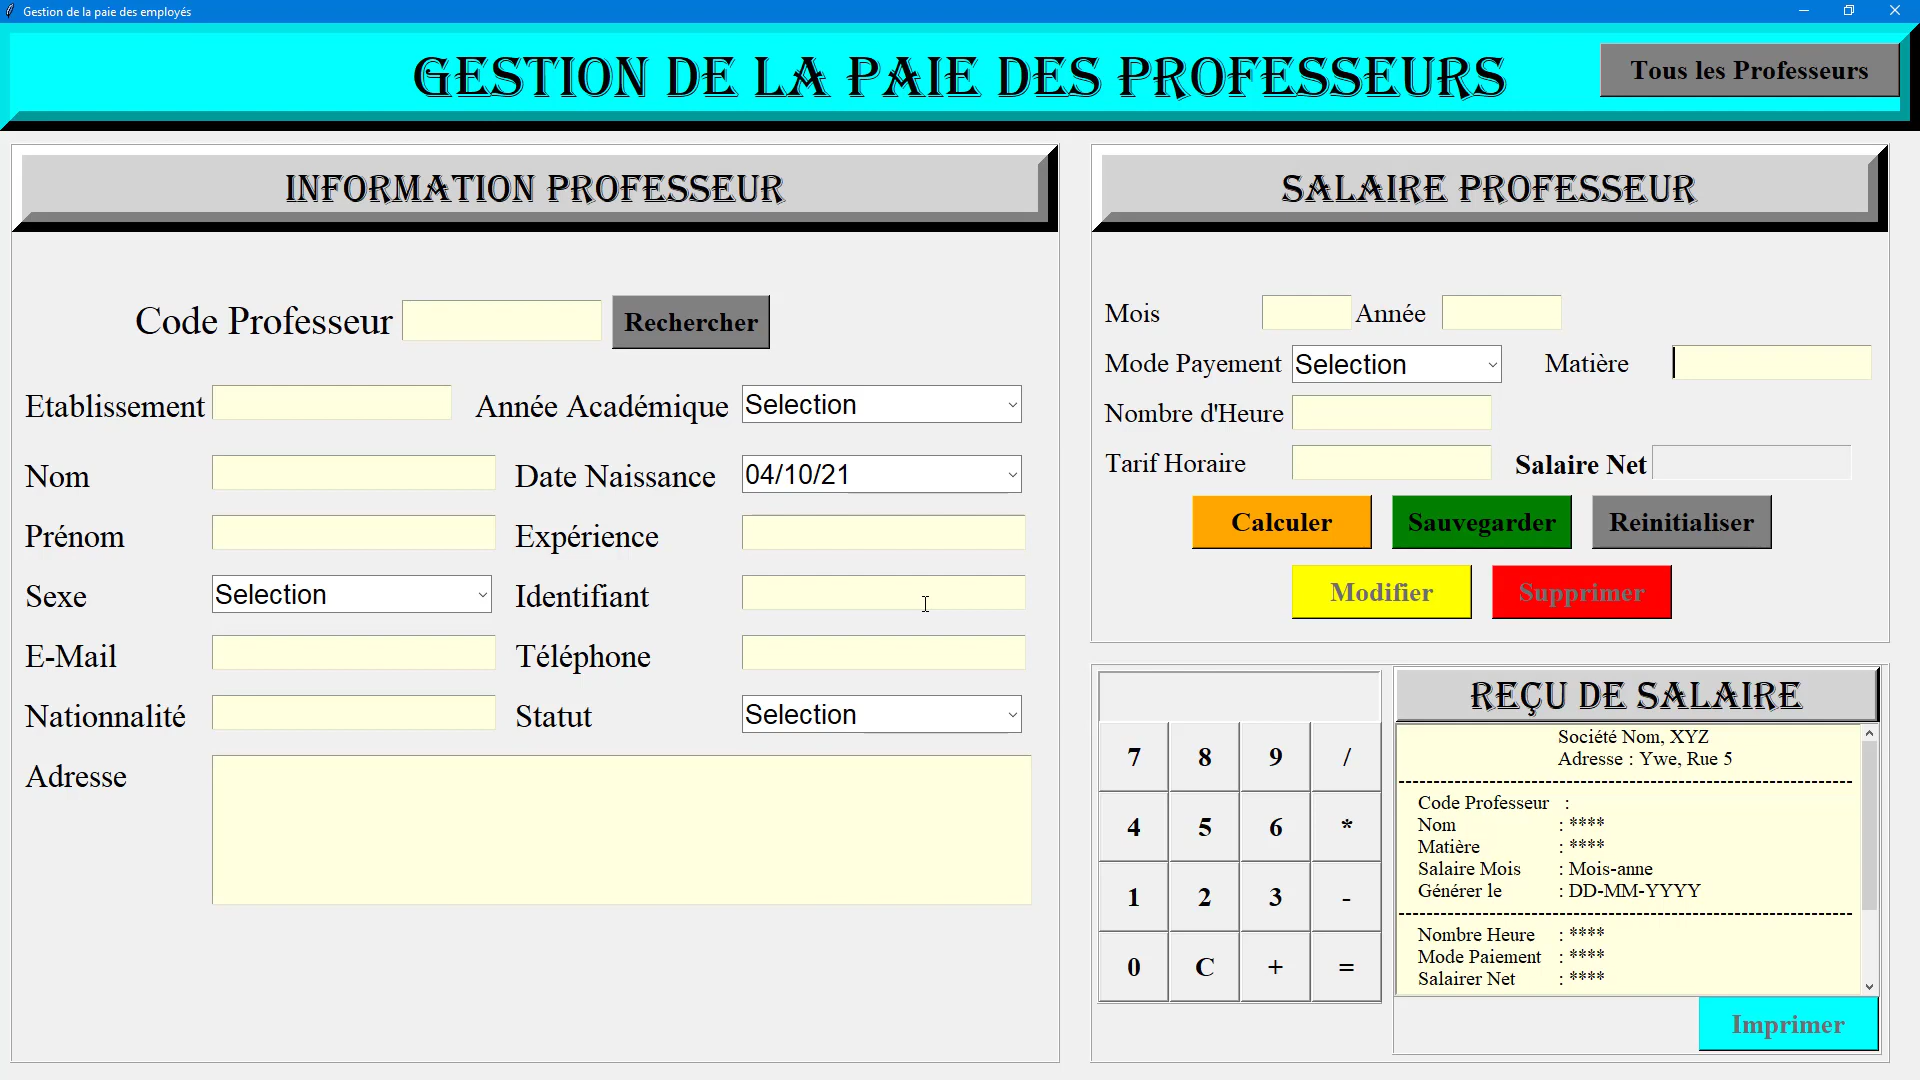 Gestion de la paie des employés
GESTION DE LA PAIE DES PROFESSEURS
Tous les Professeurs
INFORMATION PROFESSEUR
Code Professeur
Rechercher
Etablissement
Année Académique
Selection
Nom
Date Naissance
04/10/21
Prénom
Expérience
Sexe
Selection
Identifiant
E-Mail
Téléphone
Nationnalité
Statut
Selection
Adresse
SALAIRE PROFESSEUR
Mois
Année
Mode Payement
Selection
Matière
Nombre d'Heure
Tarif Horaire
Salaire Net
Calculer
Sauvegarder
Reinitialiser
Modifier
Supprimer
7 8 9 /
4 5 6 *
1 2 3 -
0 C + =
REÇU DE SALAIRE
Société Nom, XYZ
Adresse : Ywe, Rue 5
Code Professeur :
Nom : ****
Matière : ****
Salaire Mois : Mois-anne
Générer le : DD-MM-YYYY
Nombre Heure : ****
Mode Paiement : ****
Salairer Net : ****
Imprimer